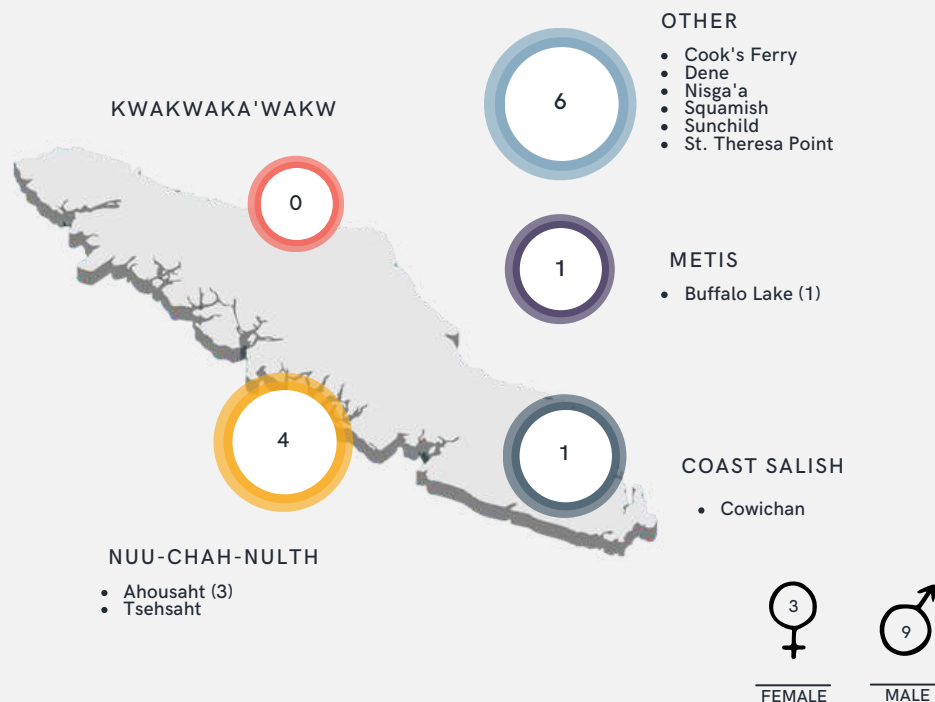 OTHER
• Cook's Ferry
• Dene
• Nisga'a
• Squamish
• Sunchild
• St. Theresa Point
6
KWAKWAKA'WAKW
0
1
METIS
• Buffalo Lake (1)
4
1
COAST SALISH
• Cowichan
NUU-CHAH-NULTH
• Ahousaht (3)
• Tsehsaht
3
9
FEMALE
MALE